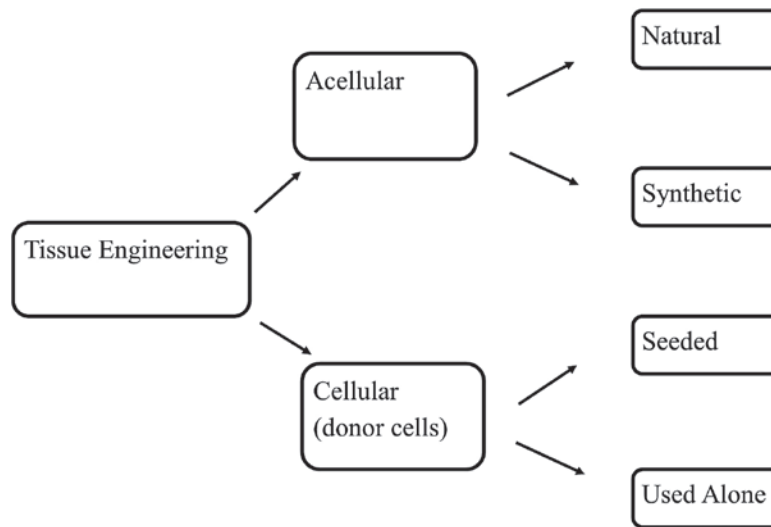 Natural
Acellular
Synthetic
Tissue Engineering
Seeded
Cellular
(donor cells)
Used Alone